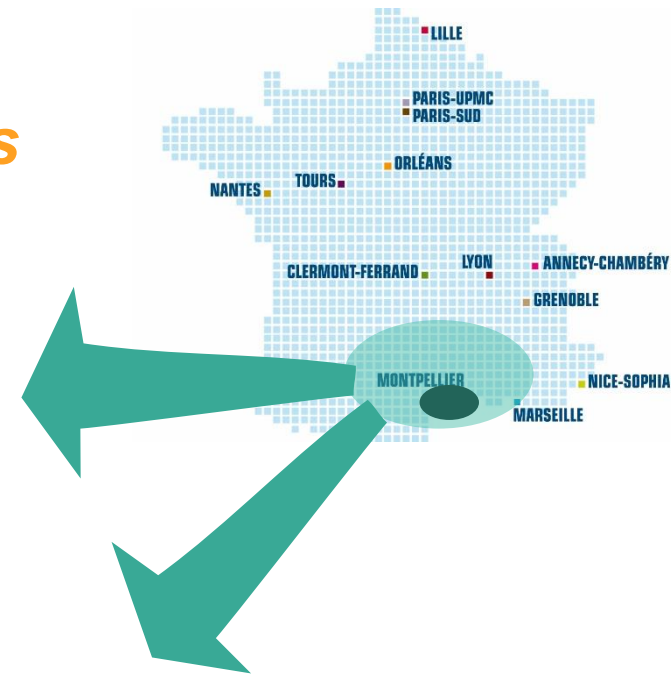 LILLE
PARIS-UPMC
PARIS-SUD
s
ORLÉANS
TOURS
NANTES
LYON
ANNECY-CHAMBÉRY
CLERMONT-FERRAND
GRENOBLE
MONTPELLIER
NICE-SOPHIA
MARSEILLE